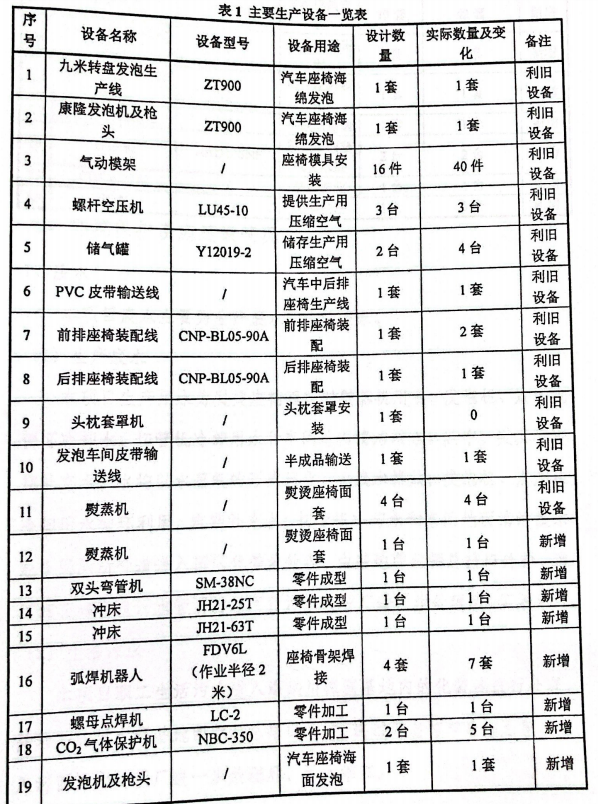 表1 主要生产设备一览表
序号 设备名称 设备型号 设备用途 设计数量 实际数量及变化 备注
1 九米转盘发泡生产线 ZT900 汽车座椅海绵发泡 1套 1套 利旧设备
2 康隆发泡机及枪头 ZT900 汽车座椅海绵发泡 1套 1套 利旧设备
3 气动模架 / 座椅模具安装 16件 40件 利旧设备
4 螺杆空压机 LU45-10 提供生产用压缩空气 3台 3台 利旧设备
5 储气罐 Y12019-2 储存生产用压缩空气 2台 4台 利旧设备
6 PVC皮带输送线 / 汽车中后排座椅生产线 1套 1套 利旧设备
7 前排座椅装配线 CNP-BL05-90A 前排座椅装配 1套 2套 利旧设备
8 后排座椅装配线 CNP-BL05-90A 后排座椅装配 1套 1套 利旧设备
9 头枕套罩机 / 头枕套罩安装 1套 0 利旧设备
10 发泡车间皮带输送线 / 半成品输送 1套 1套 利旧设备
11 熨蒸机 / 熨烫座椅面套 4台 4台 利旧设备
12 熨蒸机 / 熨烫座椅面套 1台 1台 新增
13 双头弯管机 SM-38NC 零件成型 1台 1台 新增
14 冲床 JH21-25T 零件成型 1台 1台 新增
15 冲床 JH21-63T 零件成型 1台 1台 新增
16 弧焊机器人 FDV6L(作业半径2米) 座椅骨架焊接 4套 7套 新增
17 螺母点焊机 LC-2 零件加工 1台 1台 新增
18 CO₂气体保护机 NBC-350 零件加工 2台 5台 新增
19 发泡机及枪头 / 汽车座椅海面发泡 1套 1套 新增